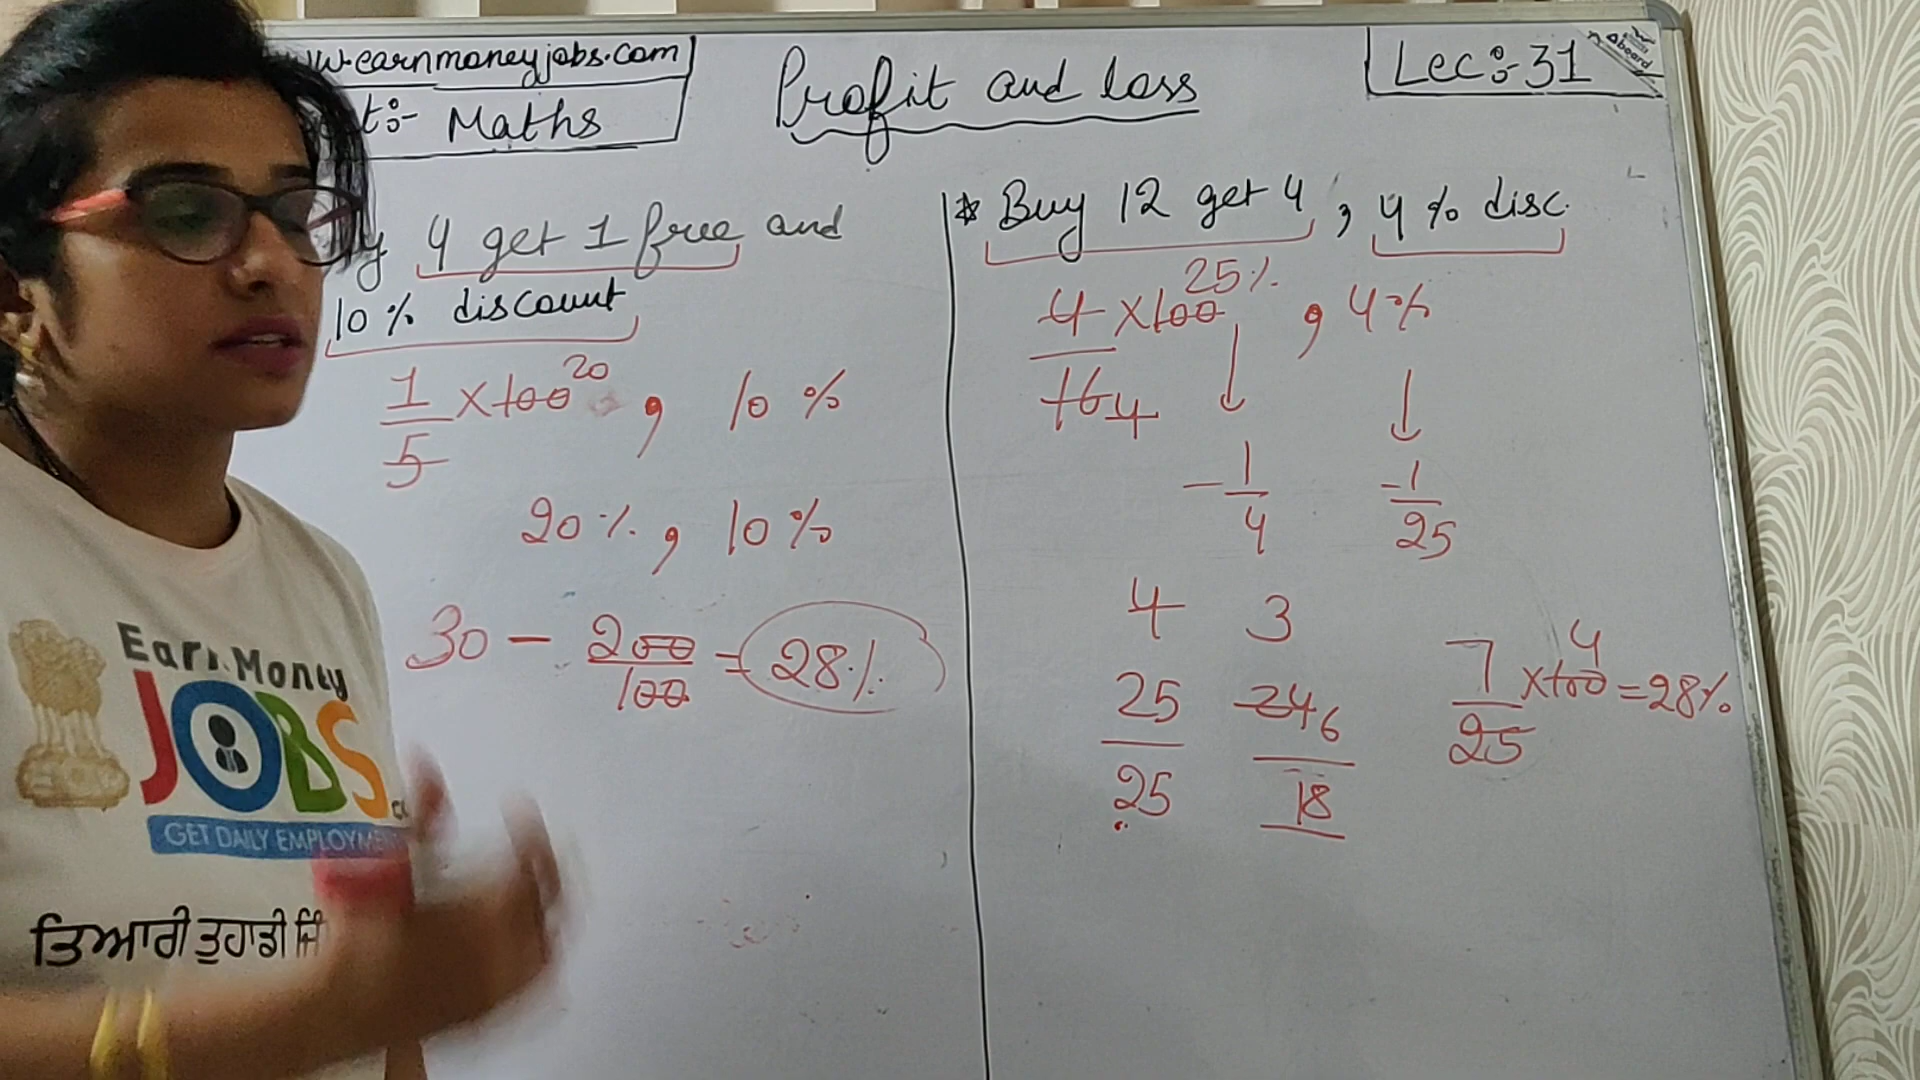 w.earnmoneyjobs.com
t:- Maths
Profit and loss
Lec:-31
Aboard
y 4 get 1 free and
10% discount
1/5 × 100 20 , 10%
20%, 10%
30 - 200/100 = 28%
* Buy 12 get 4, 4% disc.
25%
4/16 4 × 100 , 4%
-1/4 -1/25
4 3
25 24 6
25 18
7/25 × 100 4 = 28%
Earn Money
JOBS
GET DAILY EMPLOYMEN
ਤਿਆਰੀ ਤੁਹਾਡੀ ਜਿੰ